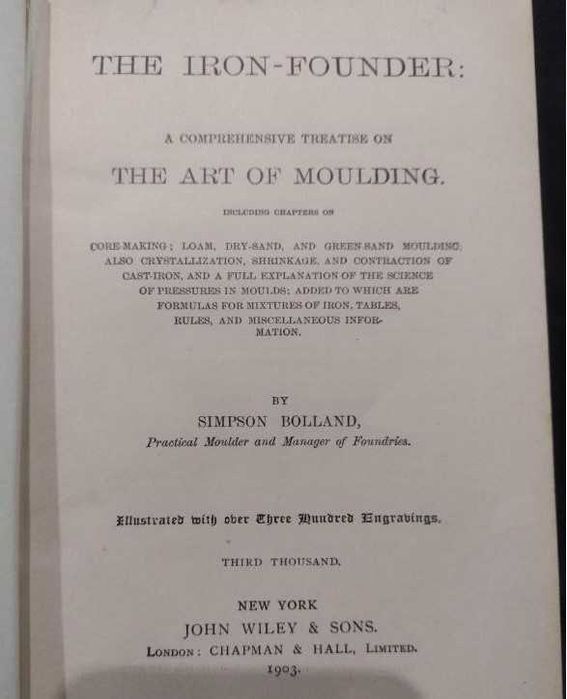 THE IRON-FOUNDER:
A COMPREHENSIVE TREATISE ON
THE ART OF MOULDING.
INCLUDING CHAPTERS ON
CORE-MAKING; LOAM, DRY-SAND, AND GREEN-SAND MOULDING;
ALSO CRYSTALLIZATION, SHRINKAGE, AND CONTRACTION OF
CAST-IRON, AND A FULL EXPLANATION OF THE SCIENCE
OF PRESSURES IN MOULDS; ADDED TO WHICH ARE
FORMULAS FOR MIXTURES OF IRON, TABLES,
RULES, AND MISCELLANEOUS INFOR-
MATION.
BY
SIMPSON BOLLAND,
Practical Moulder and Manager of Foundries.
Illustrated with over Three Hundred Engravings.
THIRD THOUSAND.
NEW YORK
JOHN WILEY & SONS.
LONDON: CHAPMAN & HALL, LIMITED.
1903.